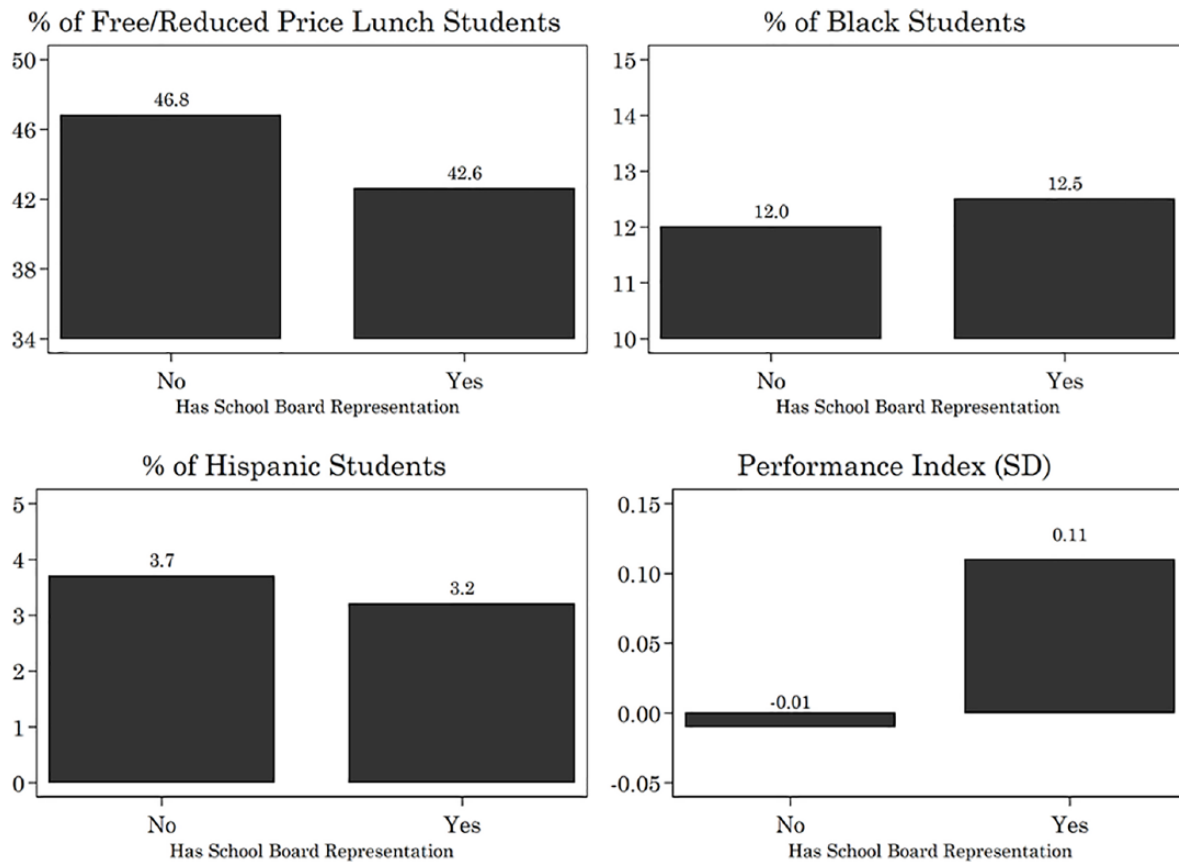 % of Free/Reduced Price Lunch Students
50
46
42
38
34
46.8
42.6
No
Yes
Has School Board Representation
% of Black Students
15
14
13
12
11
10
12.0
12.5
No
Yes
Has School Board Representation
% of Hispanic Students
5
4
3
2
1
0
3.7
3.2
No
Yes
Has School Board Representation
Performance Index (SD)
0.15
0.10
0.05
0.00
-0.05
-0.01
0.11
No
Yes
Has School Board Representation